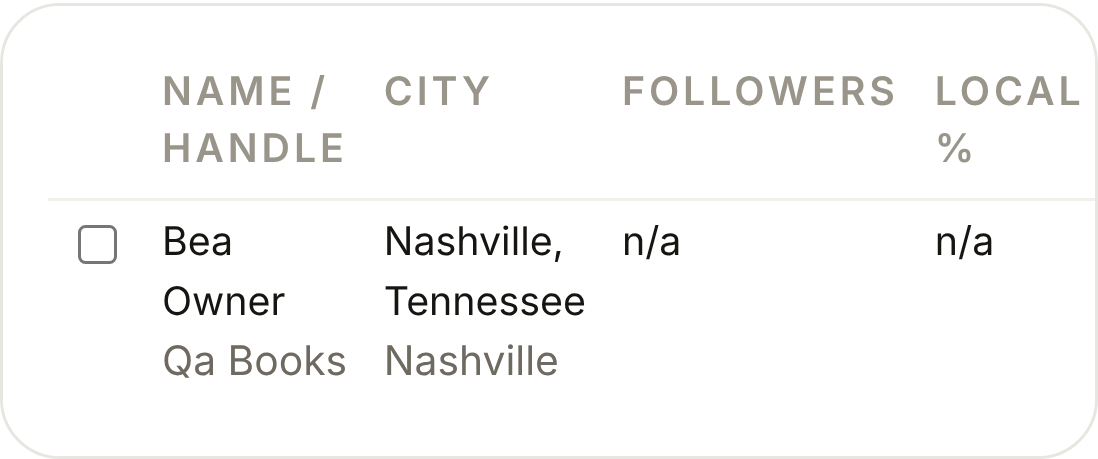 NAME / HANDLE CITY FOLLOWERS LOCAL %
Bea Owner Nashville, Tennessee n/a n/a
Qa Books Nashville